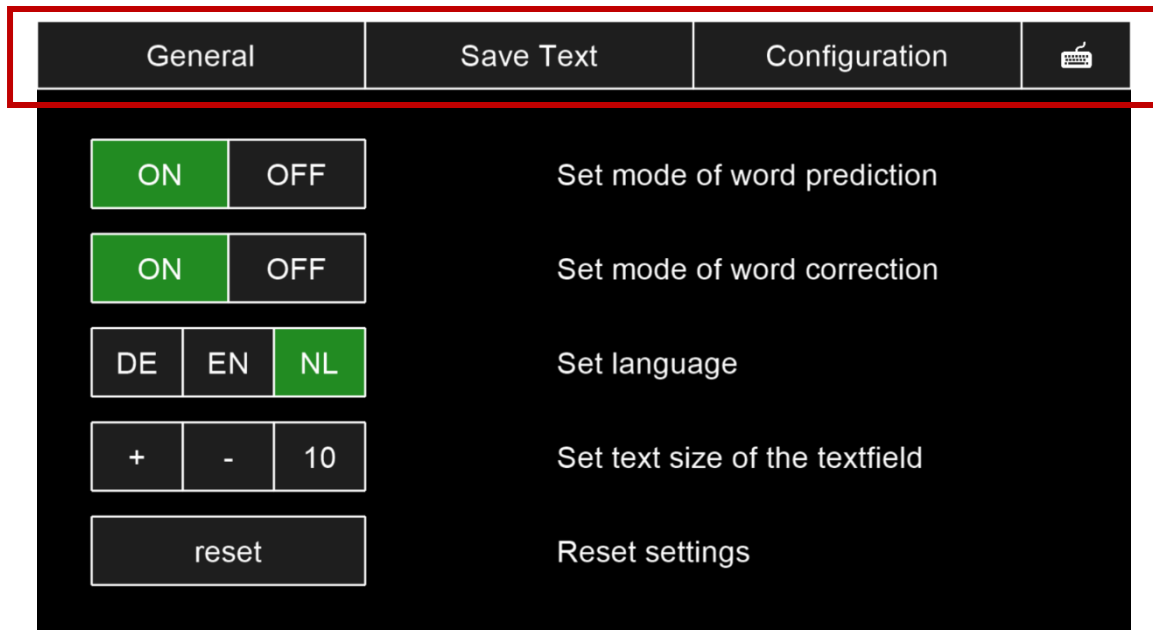 General Save Text Configuration
ON OFF Set mode of word prediction
ON OFF Set mode of word correction
DE EN NL Set language
+ - 10 Set text size of the textfield
reset Reset settings